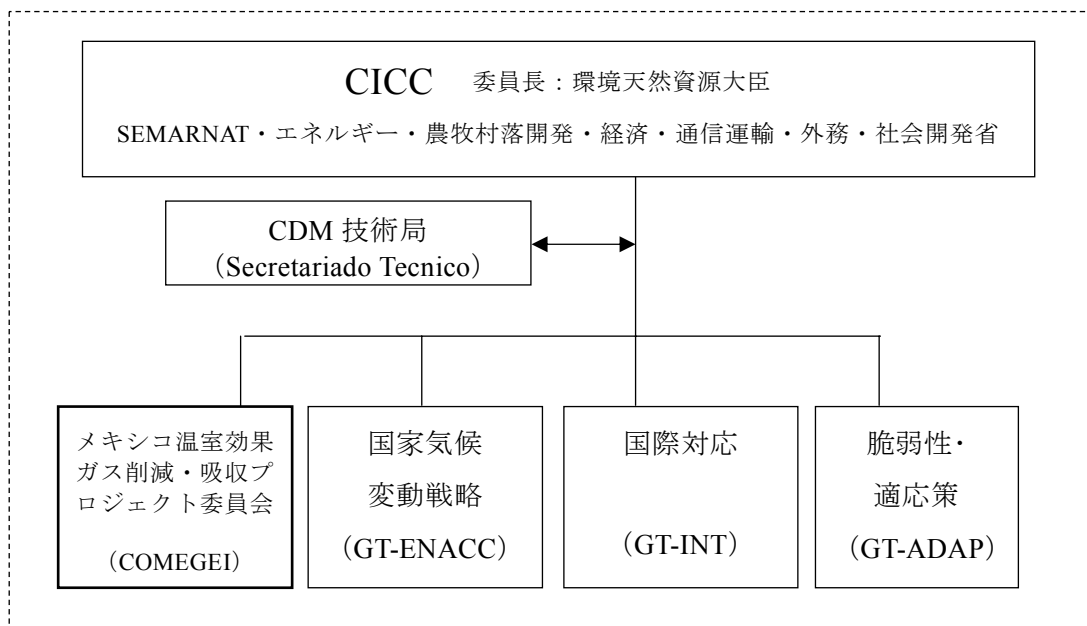 CICC 委員長：環境天然資源大臣
SEMARNAT・エネルギー・農牧村落開発・経済・通信運輸・外務・社会開発省
CDM 技術局
（Secretariado Tecnico）
メキシコ温室効果
ガス削減・吸収プ
ロジェクト委員会
（COMEGEI）
国家気候
変動戦略
（GT-ENACC）
国際対応
（GT-INT）
脆弱性・
適応策
（GT-ADAP）